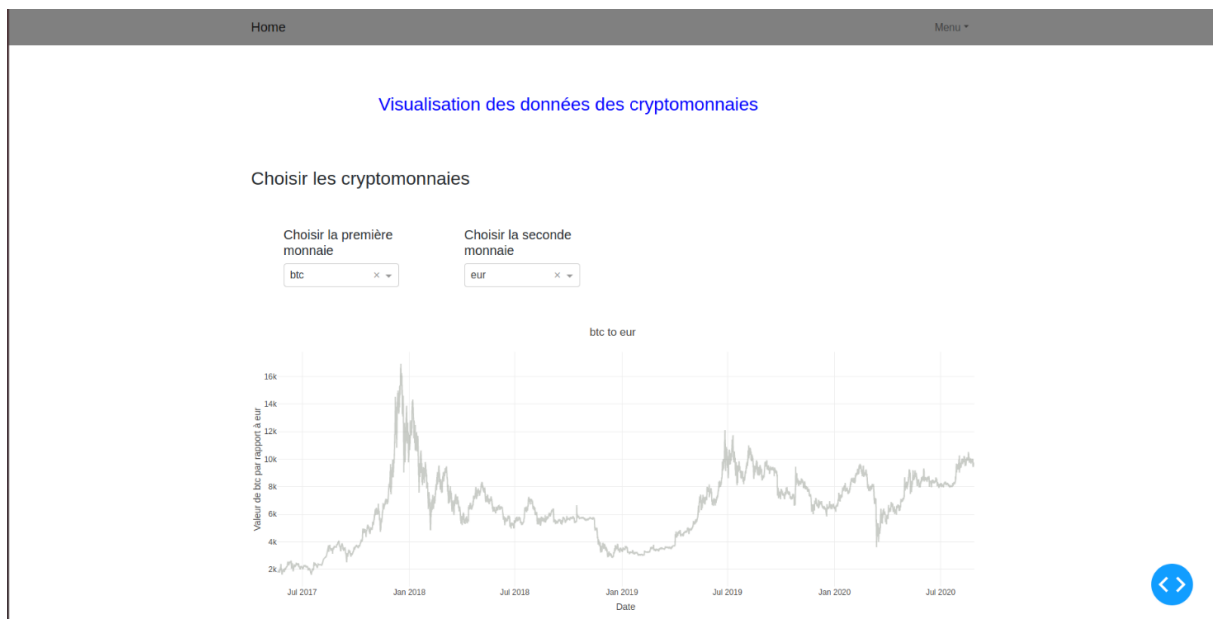 Home
Menu
Visualisation des données des cryptomonnaies
Choisir les cryptomonnaies
Choisir la première
monnaie
Choisir la seconde
monnaie
btc
eur
btc to eur
16k
14k
12k
10k
8k
6k
4k
2k
Valeur de btc par rapport à eur
Jul 2017
Jan 2018
Jul 2018
Jan 2019
Jul 2019
Jan 2020
Jul 2020
Date